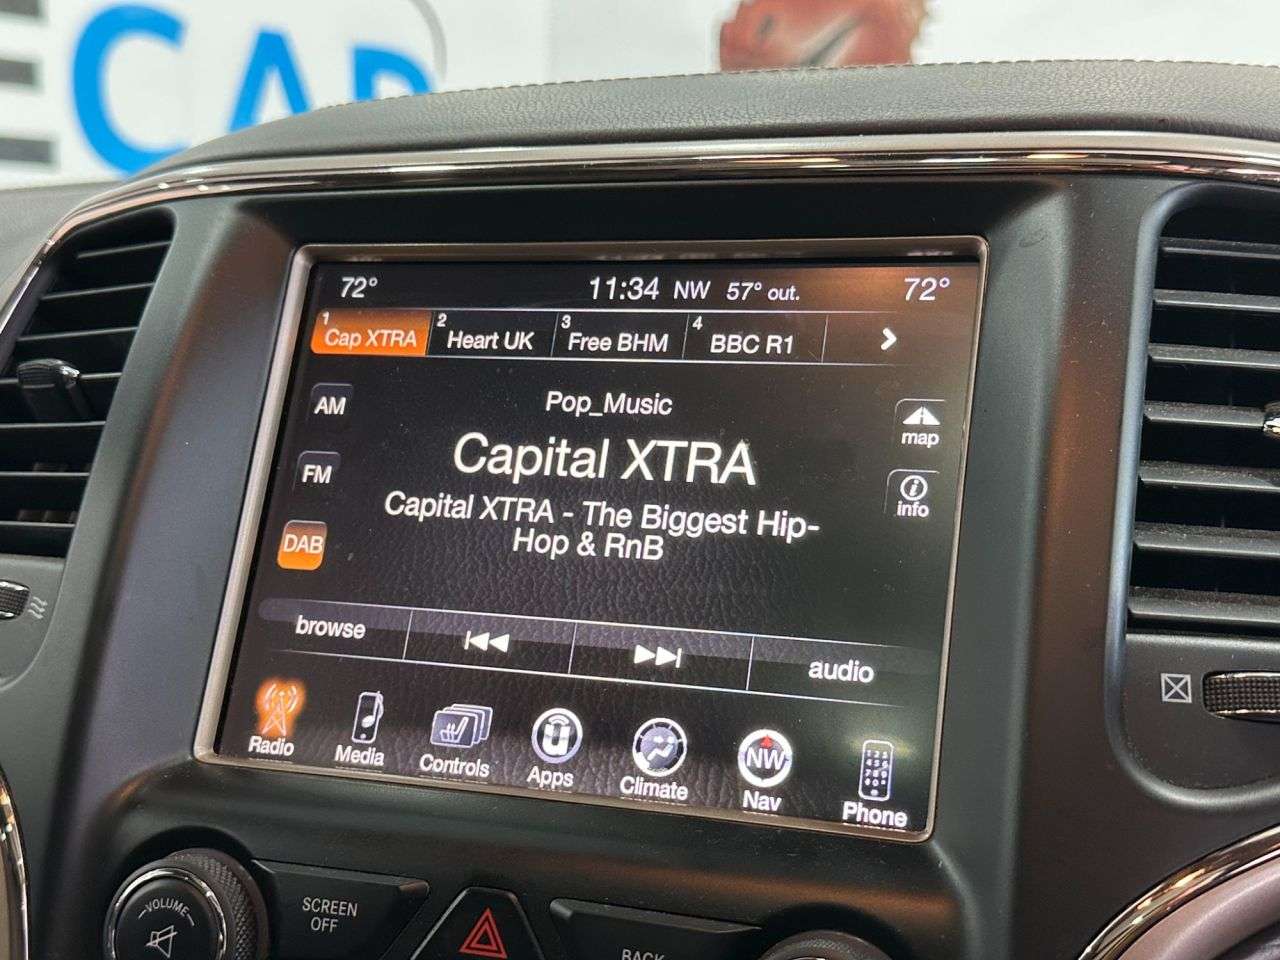 E CAR
72°
11:34 NW 57° out.
72°
1 Cap XTRA
2 Heart UK
3 Free BHM
4 BBC R1
AM
FM
DAB
Pop_Music
Capital XTRA
Capital XTRA - The Biggest Hip-
Hop & RnB
map
info
browse
audio
Radio
Media
Controls
Apps
Climate
NW
Nav
Phone
VOLUME
SCREEN
OFF
BACK